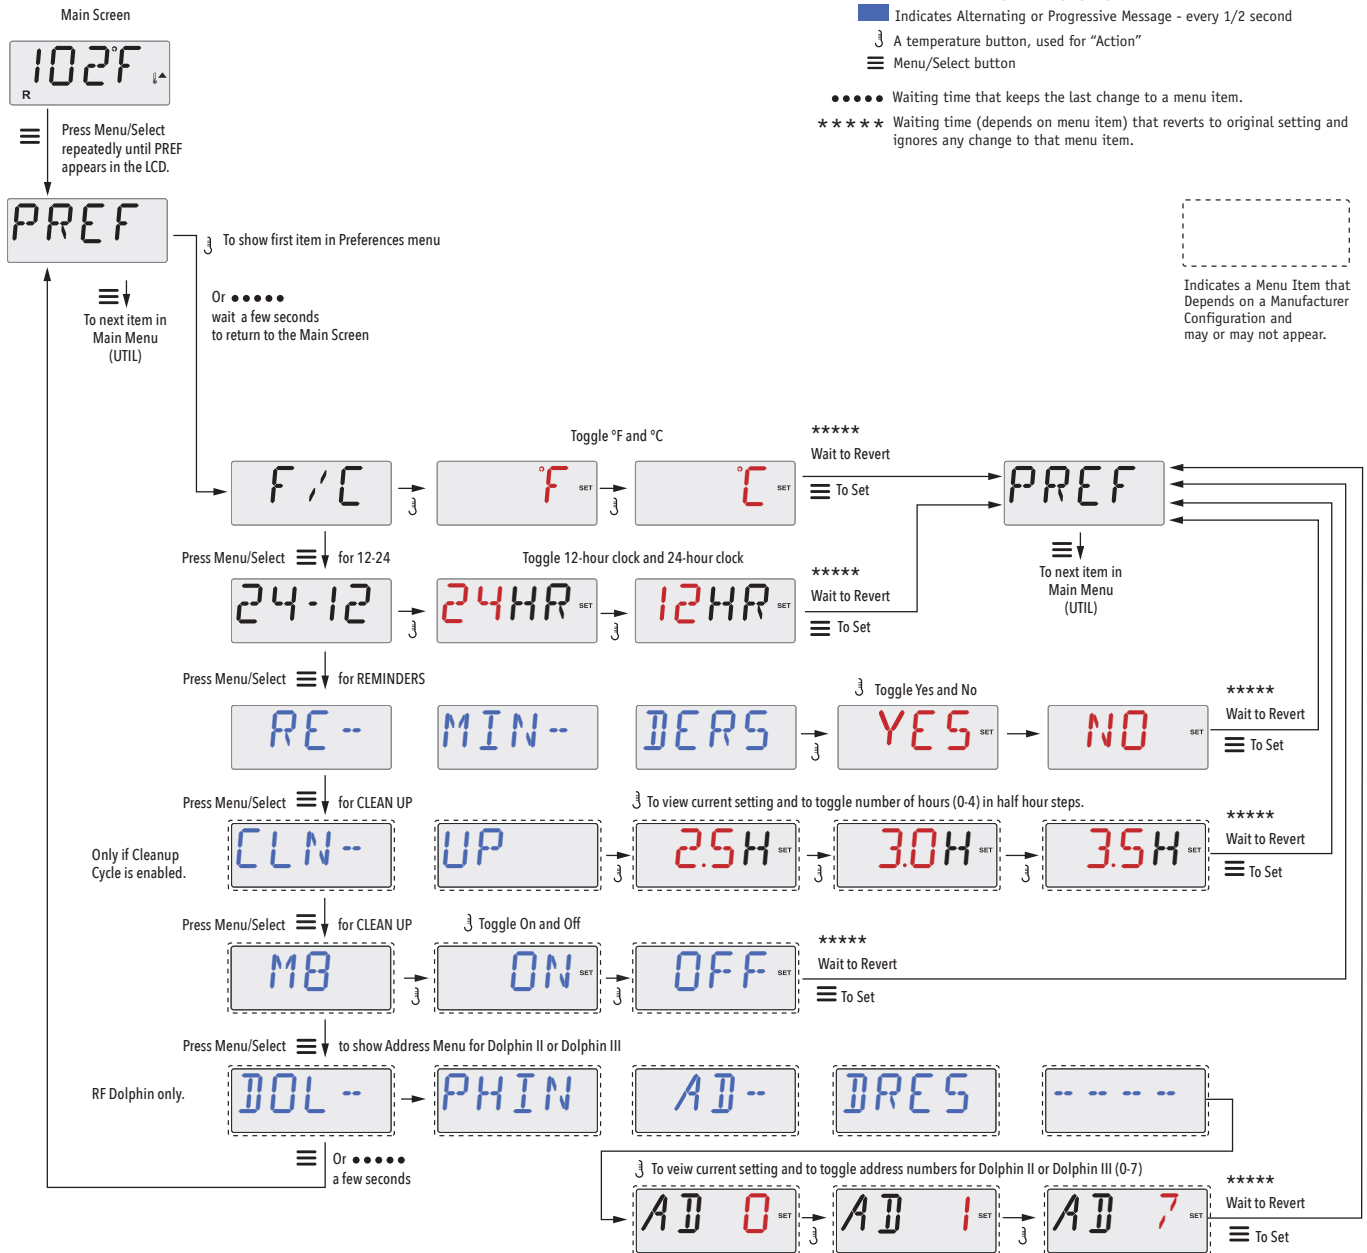 Main Screen
Indicates Alternating or Progressive Message - every 1/2 second
A temperature button, used for “Action”
Menu/Select button
Waiting time that keeps the last change to a menu item.
***** Waiting time (depends on menu item) that reverts to original setting and
ignores any change to that menu item.
102°F
R
Press Menu/Select
repeatedly until PREF
appears in the LCD.
PREF
To show first item in Preferences menu
Or •••••
wait a few seconds
to return to the Main Screen
To next item in
Main Menu
(UTIL)
Indicates a Menu Item that
Depends on a Manufacturer
Configuration and
may or may not appear.
Toggle °F and °C
*****
Wait to Revert
F/C
°F SET
°C SET
To Set
PREF
To next item in
Main Menu
(UTIL)
Press Menu/Select for 12-24
Toggle 12-hour clock and 24-hour clock
*****
Wait to Revert
24-12
24HR SET
12HR SET
To Set
Press Menu/Select for REMINDERS
Toggle Yes and No
*****
Wait to Revert
RE-
MIN-
DERS
YES SET
NO SET
To Set
Press Menu/Select for CLEAN UP
To view current setting and to toggle number of hours (0-4) in half hour steps.
*****
Wait to Revert
Only if Cleanup
Cycle is enabled.
CLN-
UP
2.5H SET
3.0H SET
3.5H SET
To Set
Press Menu/Select for CLEAN UP
Toggle On and Off
*****
Wait to Revert
M8
ON SET
OFF SET
To Set
Press Menu/Select to show Address Menu for Dolphin II or Dolphin III
RF Dolphin only.
DOL-
PHIN
AD-
DRES
----
Or •••••
a few seconds
To veiw current setting and to toggle address numbers for Dolphin II or Dolphin III (0-7)
*****
Wait to Revert
AD 0 SET
AD 1 SET
AD 7 SET
To Set